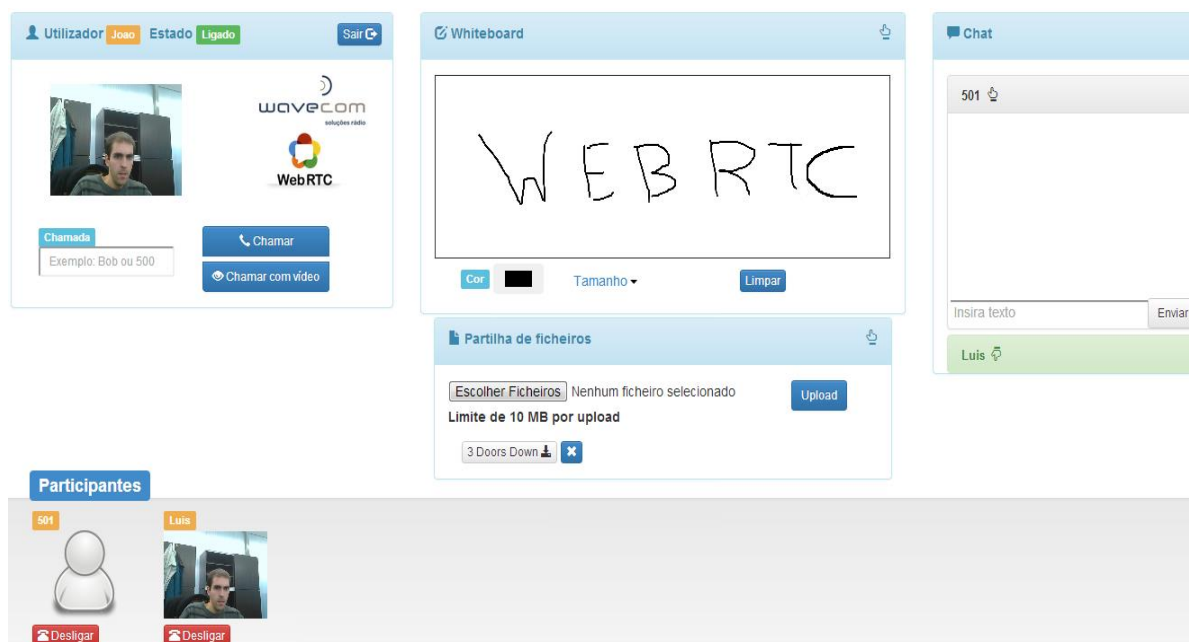 Utilizador Joao Estado Ligado Sair
wavecom
soluções rádio
WebRTC
Chamada
Exemplo: Bob ou 500
Chamar
Chamar com vídeo
Whiteboard
WEBRTC
Cor
Tamanho
Limpar
Partilha de ficheiros
Escolher Ficheiros Nenhum ficheiro selecionado
Upload
Limite de 10 MB por upload
3 Doors Down
Chat
501
Insira texto
Enviar
Luis
Participantes
501
Luis
Desligar
Desligar